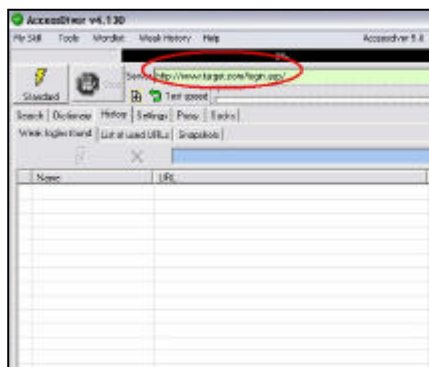 AccessDiver v4.130
My Skill Tools Wordlist Weak History Help AccessDiver 5.0
Server http://www.target.com/login.asp/
Standard Test speed
Search Dictionary History Settings Proxy Socks
Weak logins found List of used URLs Snapshots
Name URL